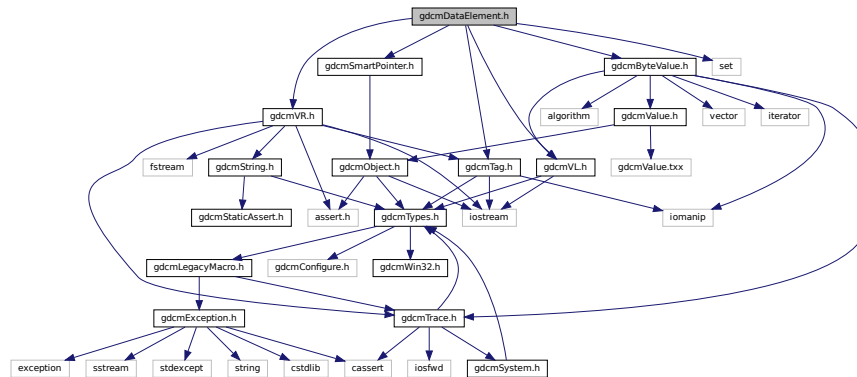 gdcmDataElement.h
gdcmSmartPointer.h
gdcmByteValue.h
set
gdcmVR.h
algorithm
gdcmValue.h
vector
iterator
fstream
gdcmString.h
gdcmObject.h
gdcmTag.h
gdcmVL.h
gdcmValue.txx
gdcmStaticAssert.h
assert.h
gdcmTypes.h
iostream
iomanip
gdcmLegacyMacro.h
gdcmConfigure.h
gdcmWin32.h
gdcmException.h
gdcmTrace.h
exception
sstream
stdexcept
string
cstdlib
cassert
iosfwd
gdcmSystem.h